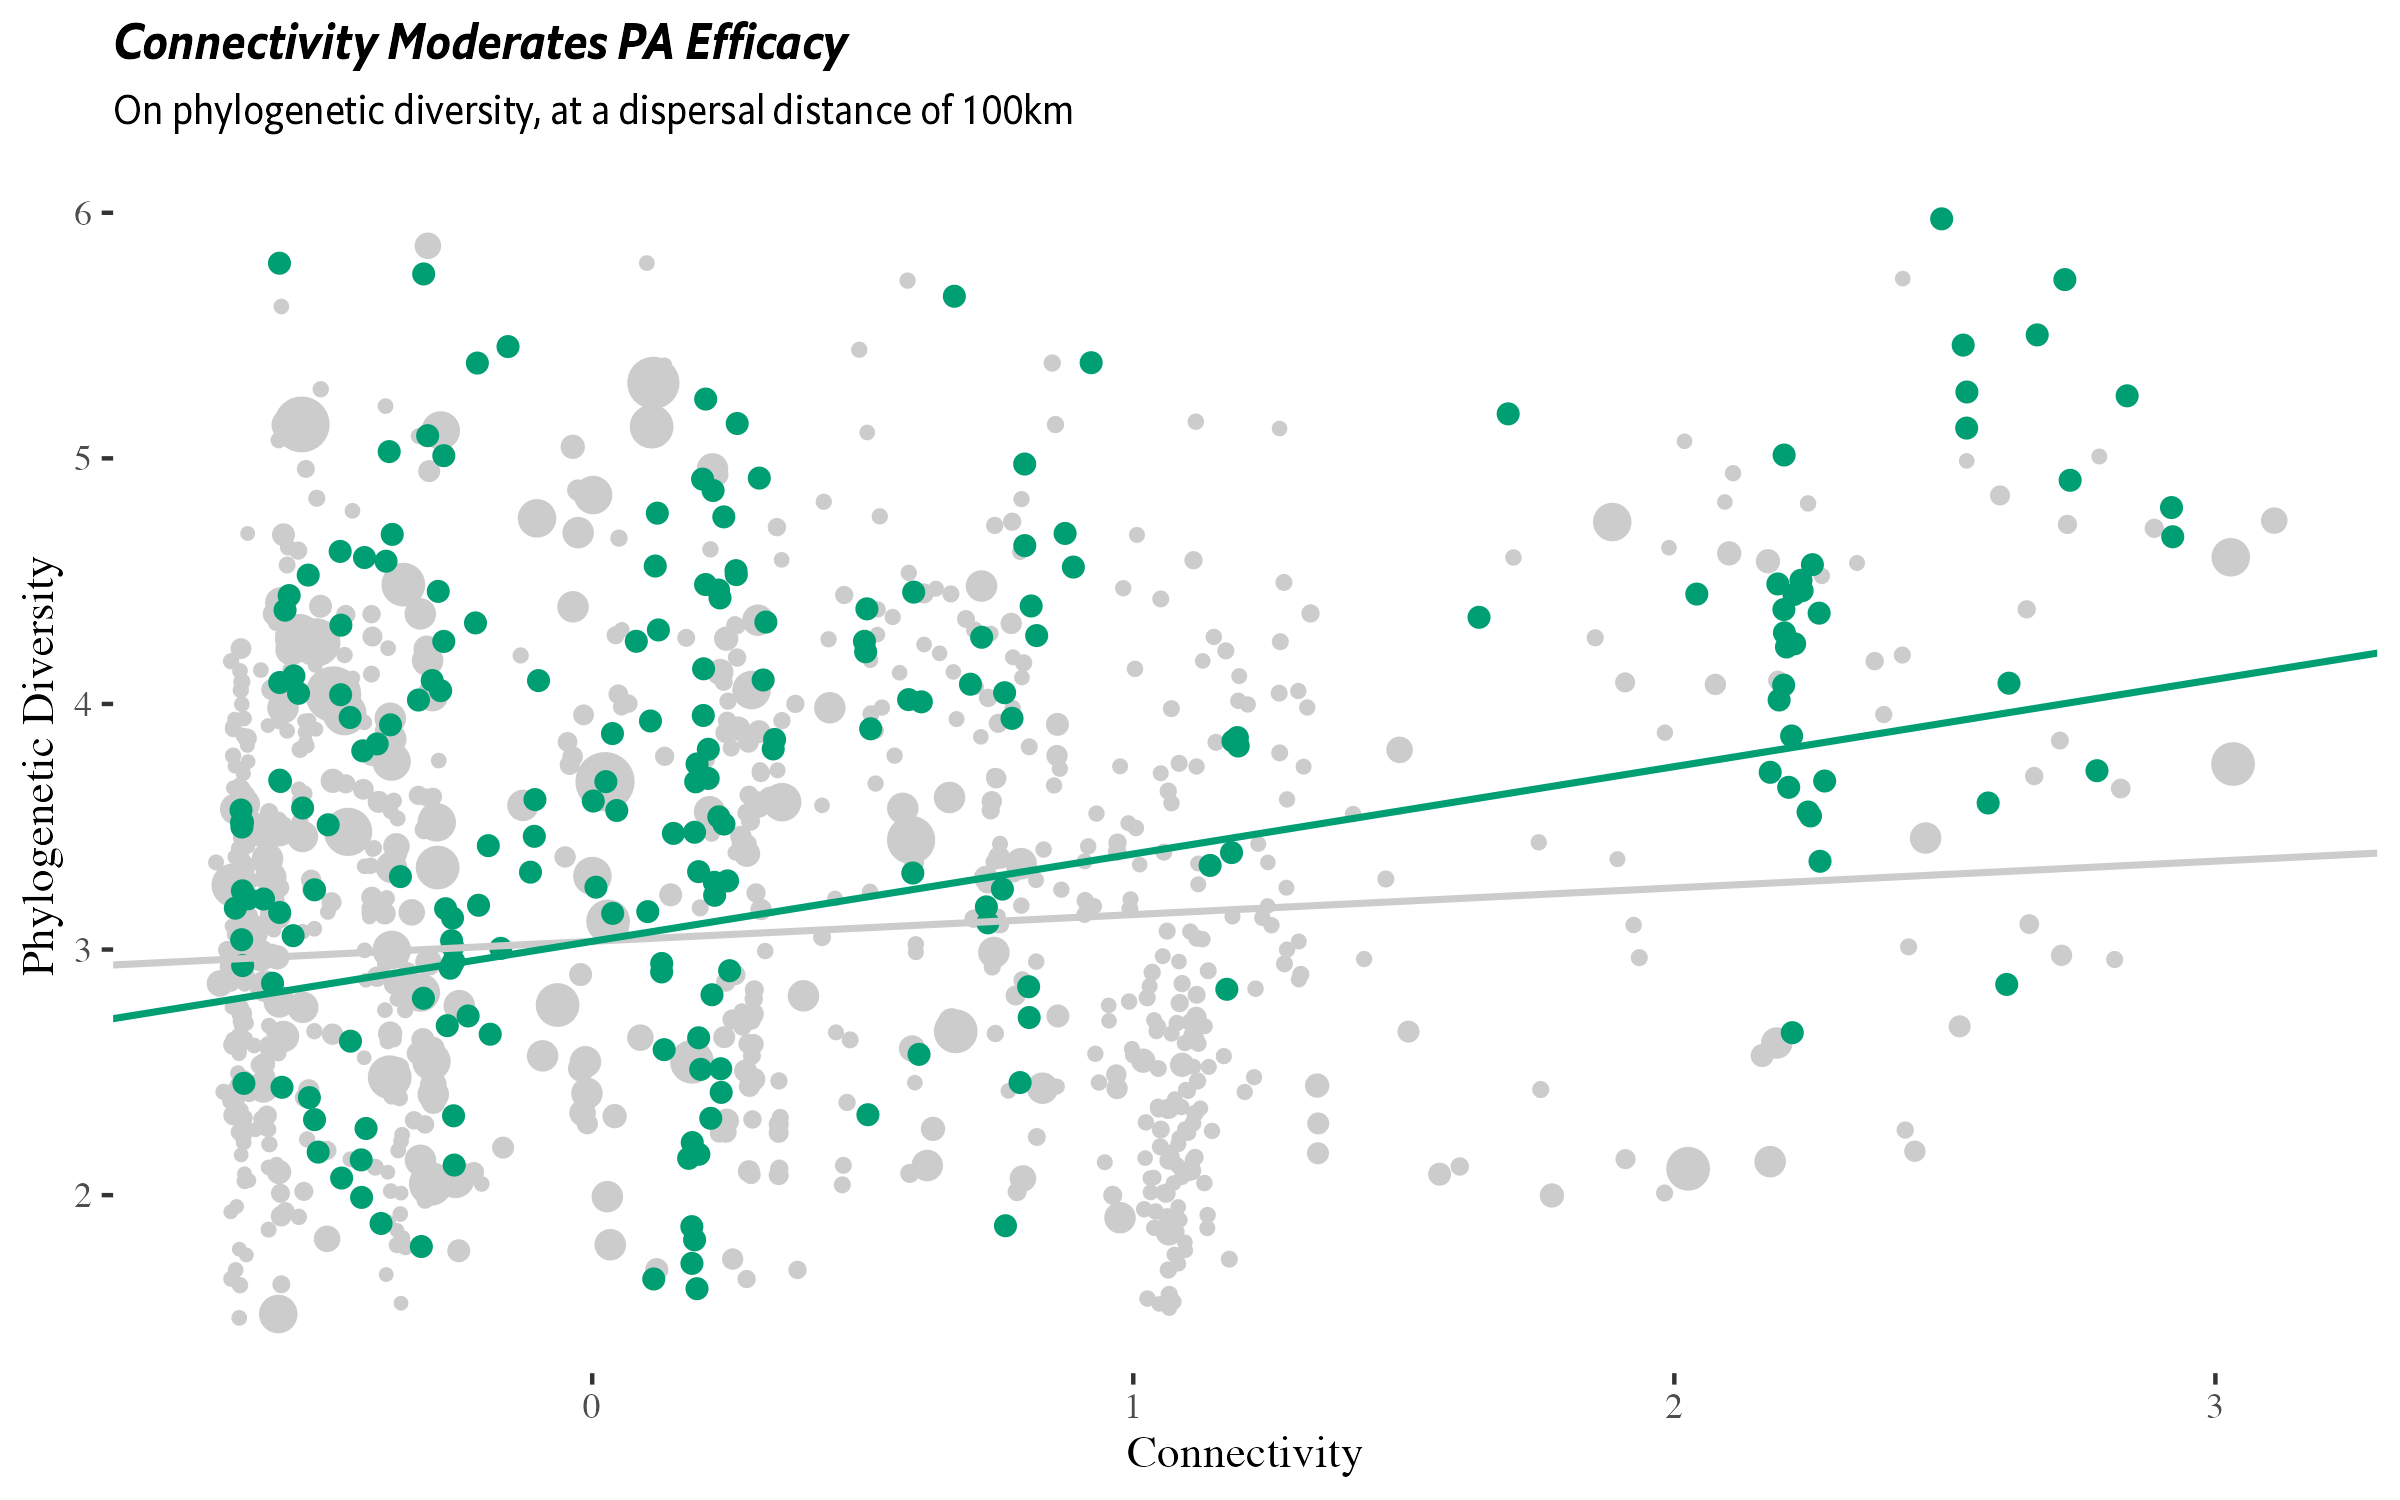 Connectivity Moderates PA Efficacy
On phylogenetic diversity, at a dispersal distance of 100km
Phylogenetic Diversity
6
5
4
3
2
0
1
2
3
Connectivity